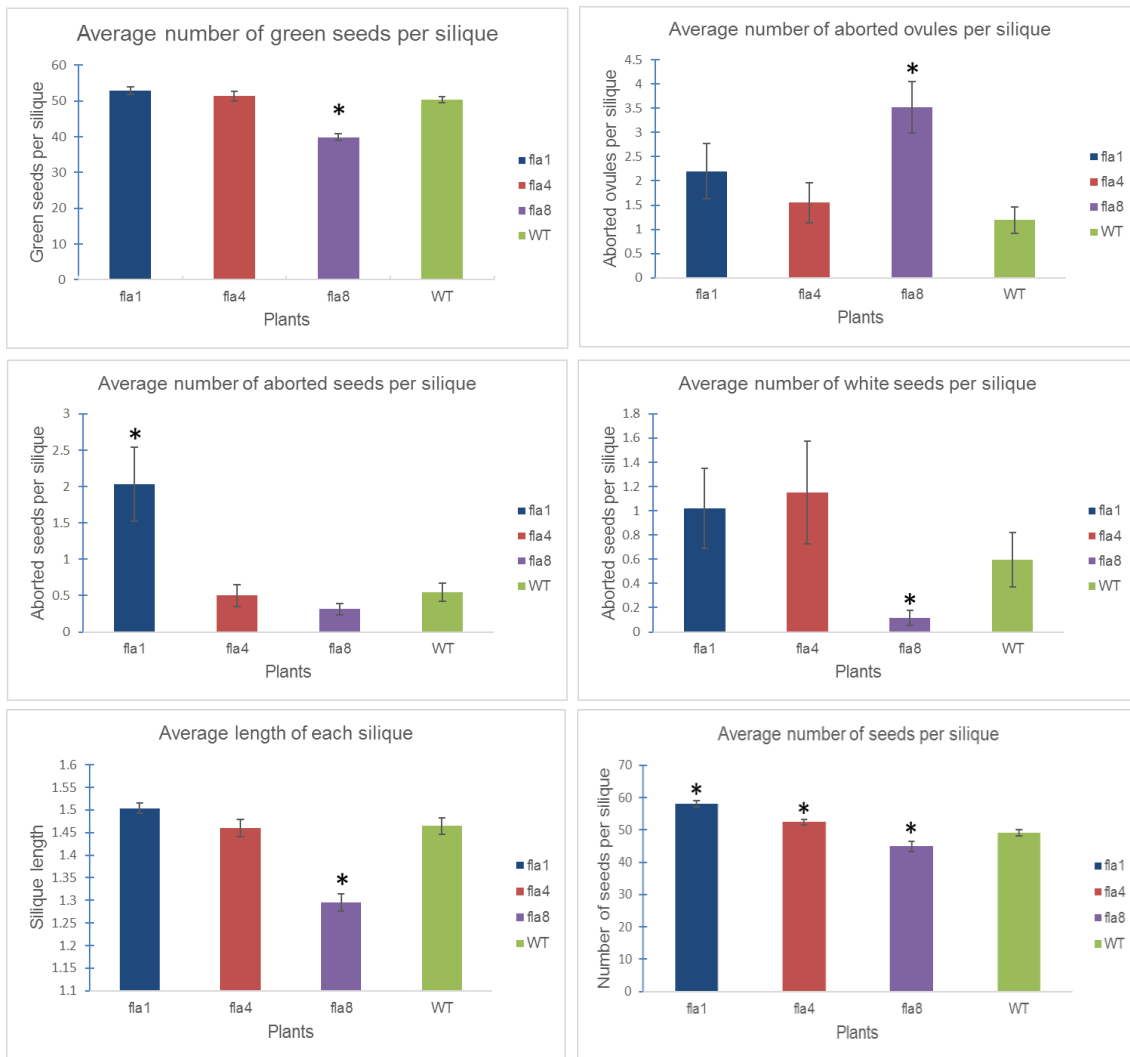 Average number of green seeds per silique
Green seeds per silique
60
50
40
30
20
10
0
*
fla1
fla4
fla8
WT
Plants
fla1
fla4
fla8
WT
Average number of aborted ovules per silique
Aborted ovules per silique
4.5
4
3.5
3
2.5
2
1.5
1
0.5
0
*
fla1
fla4
fla8
WT
Plants
fla1
fla4
fla8
WT
Average number of aborted seeds per silique
Aborted seeds per silique
3
2.5
2
1.5
1
0.5
0
*
fla1
fla4
fla8
WT
Plants
fla1
fla4
fla8
WT
Average number of white seeds per silique
Aborted seeds per silique
1.8
1.6
1.4
1.2
1
0.8
0.6
0.4
0.2
0
*
fla1
fla4
fla8
WT
Plants
fla1
fla4
fla8
WT
Average length of each silique
Silique length
1.6
1.55
1.5
1.45
1.4
1.35
1.3
1.25
1.2
1.15
1.1
*
fla1
fla4
fla8
WT
Plants
fla1
fla4
fla8
WT
Average number of seeds per silique
Number of seeds per silique
70
60
50
40
30
20
10
0
*
*
*
fla1
fla4
fla8
WT
Plants
fla1
fla4
fla8
WT